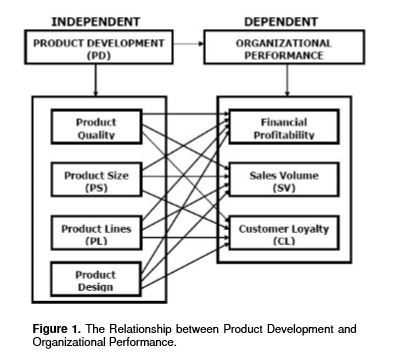 INDEPENDENT
DEPENDENT
PRODUCT DEVELOPMENT
(PD)
ORGANIZATIONAL
PERFORMANCE
Product
Quality
Financial
Profitability
Product Size
(PS)
Sales Volume
(SV)
Product Lines
(PL)
Customer Loyalty
(CL)
Product
Design
Figure 1. The Relationship between Product Development and
Organizational Performance.